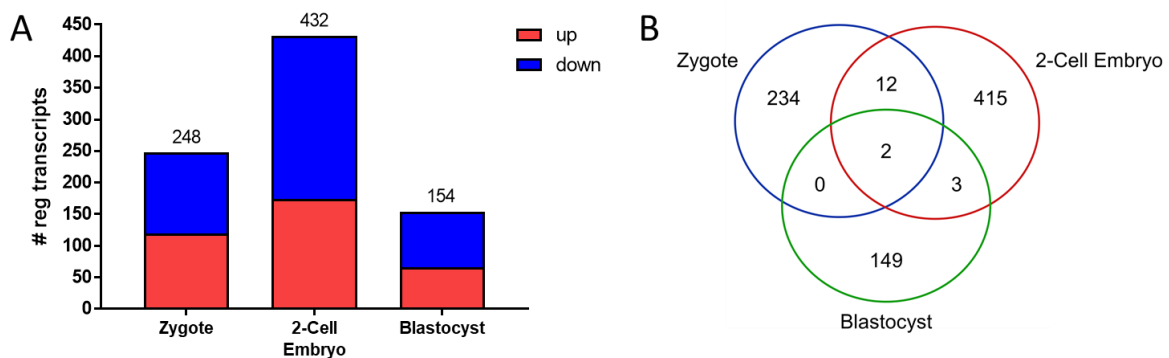 A
# reg transcripts
450
400
350
300
250
200
150
100
50
0
248
432
154
Zygote
2-Cell
Embryo
Blastocyst
up
down
B
Zygote
2-Cell Embryo
234
12
415
2
0
3
149
Blastocyst